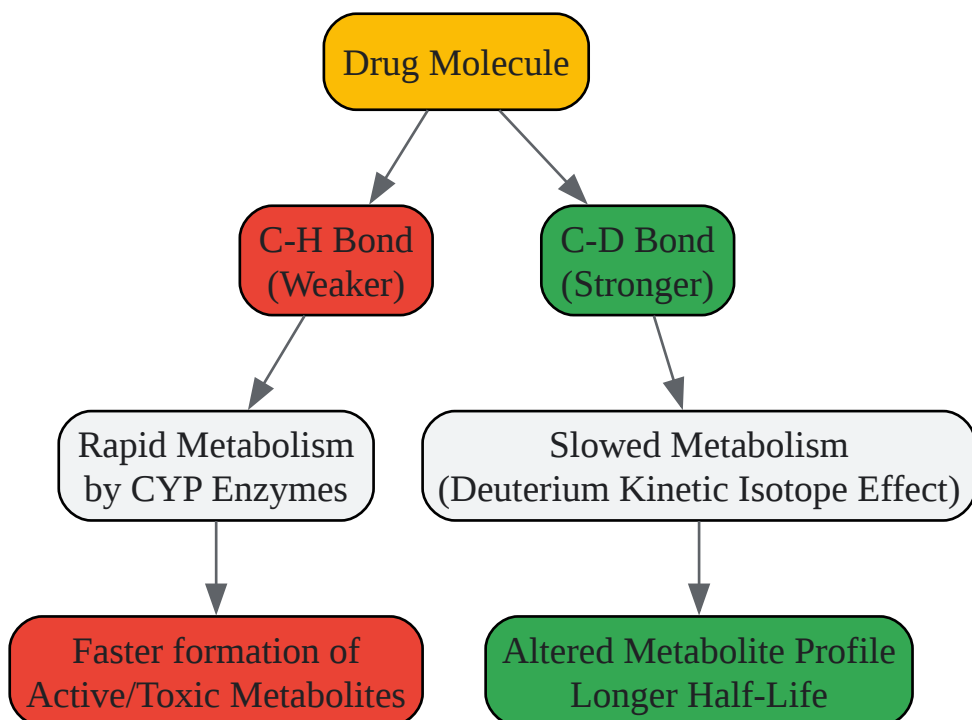 Drug Molecule
C-H Bond
(Weaker)
C-D Bond
(Stronger)
Rapid Metabolism
by CYP Enzymes
Slowed Metabolism
(Deuterium Kinetic Isotope Effect)
Faster formation of
Active/Toxic Metabolites
Altered Metabolite Profile
Longer Half-Life